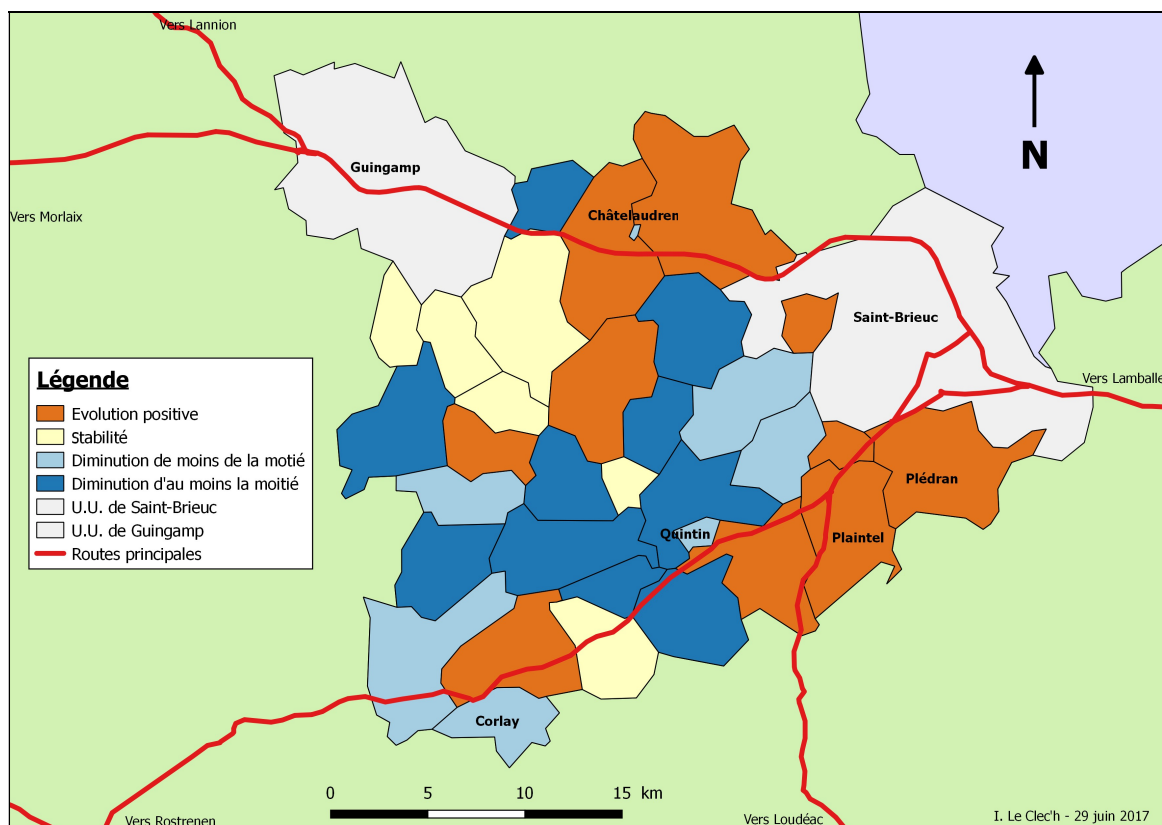 Vers Lannion
Guingamp
N
Châtelaudren
Vers Morlaix
Saint-Brieuc
Vers Lamballe
Légende
Evolution positive
Stabilité
Diminution de moins de la motié
Diminution d'au moins la moitié
U.U. de Saint-Brieuc
U.U. de Guingamp
Routes principales
Plédran
Quintin
Plaintel
Corlay
0 5 10 15 km
Vers Rostrenen
Vers Loudéac
I. Le Clec'h - 29 juin 2017